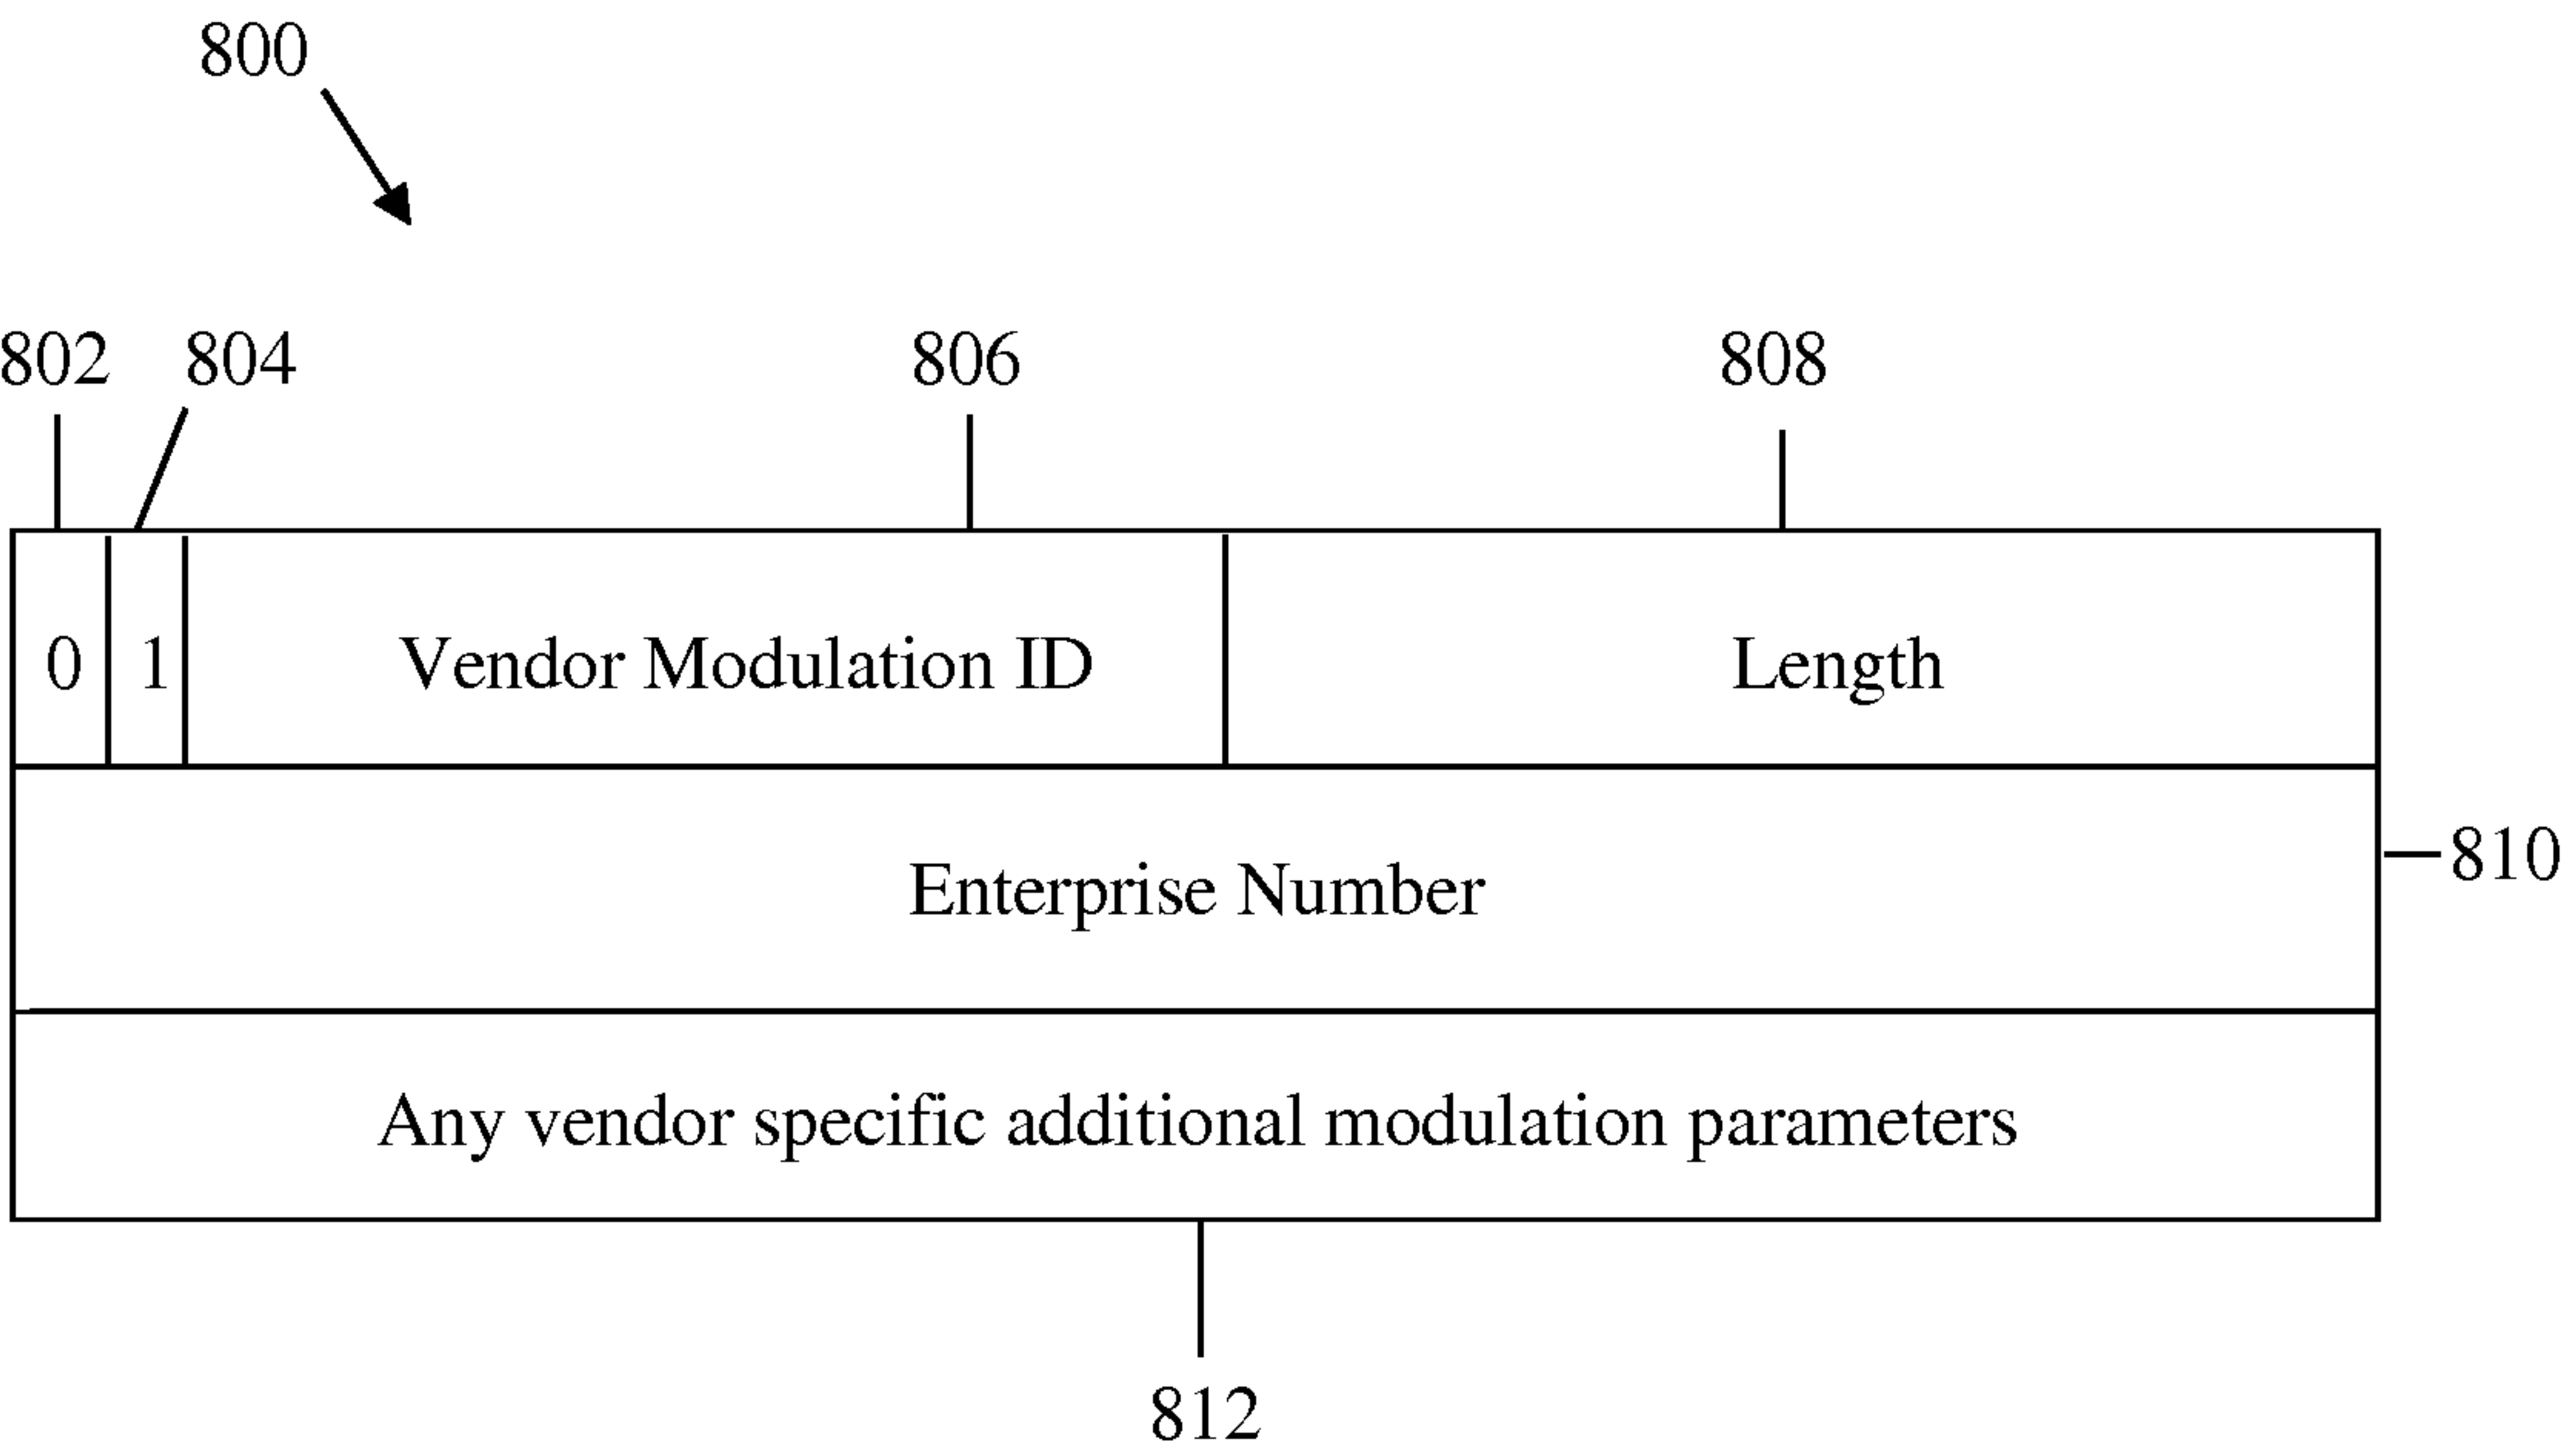 800
802 804 806 808
0 1 Vendor Modulation ID Length
Enterprise Number 810
Any vendor specific additional modulation parameters
812